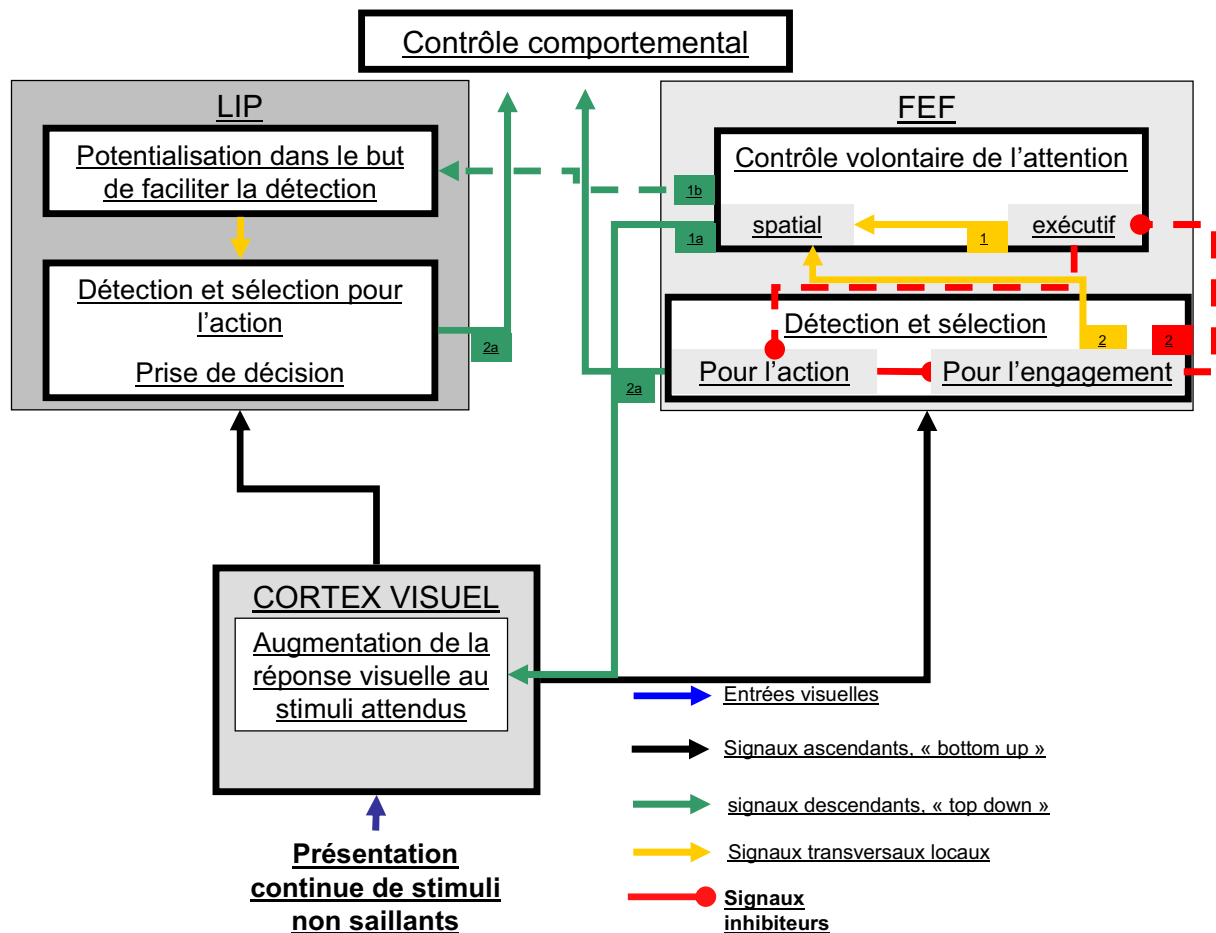 Contrôle comportemental
LIP
Potentialisation dans le but
de faciliter la détection
Détection et sélection pour
l’action
Prise de décision
2a
FEF
Contrôle volontaire de l’attention
1b
1a
spatial
1
exécutif
Détection et sélection
2
2
Pour l’action
Pour l’engagement
2a
CORTEX VISUEL
Augmentation de la
réponse visuelle au
stimuli attendus
Présentation
continue de stimuli
non saillants
Entrées visuelles
Signaux ascendants, « bottom up »
signaux descendants, « top down »
Signaux transversaux locaux
Signaux
inhibiteurs